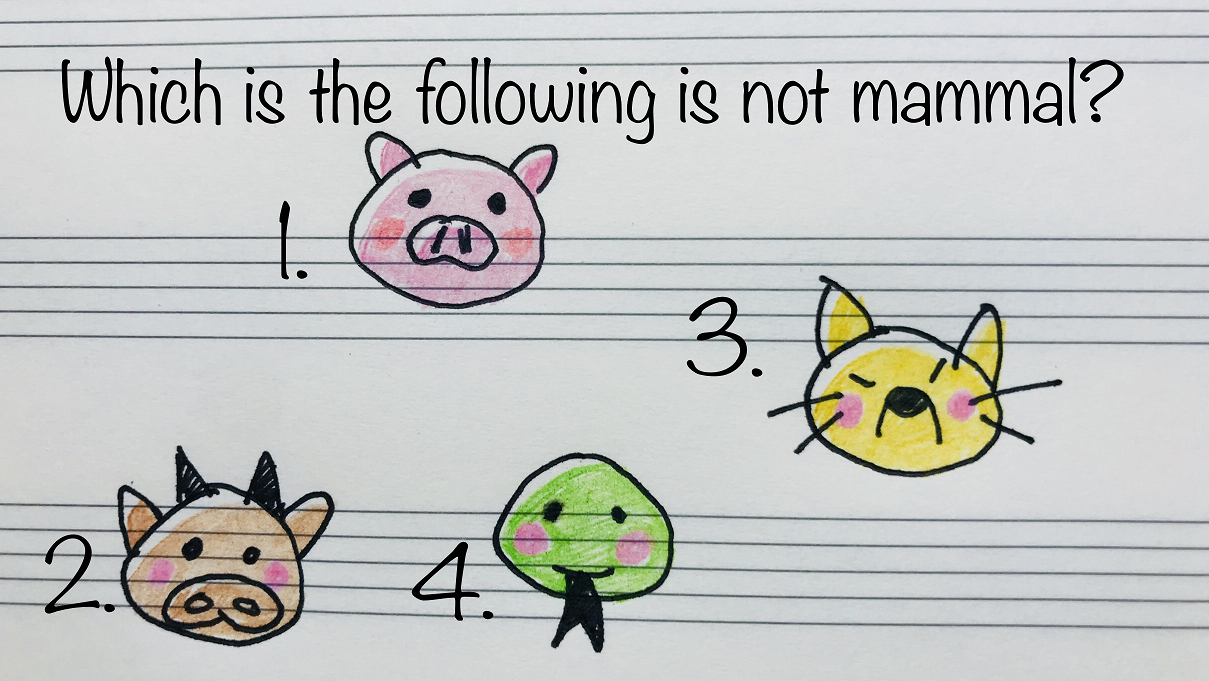 Which is the following is not mammal?
1.
3.
2.
4.